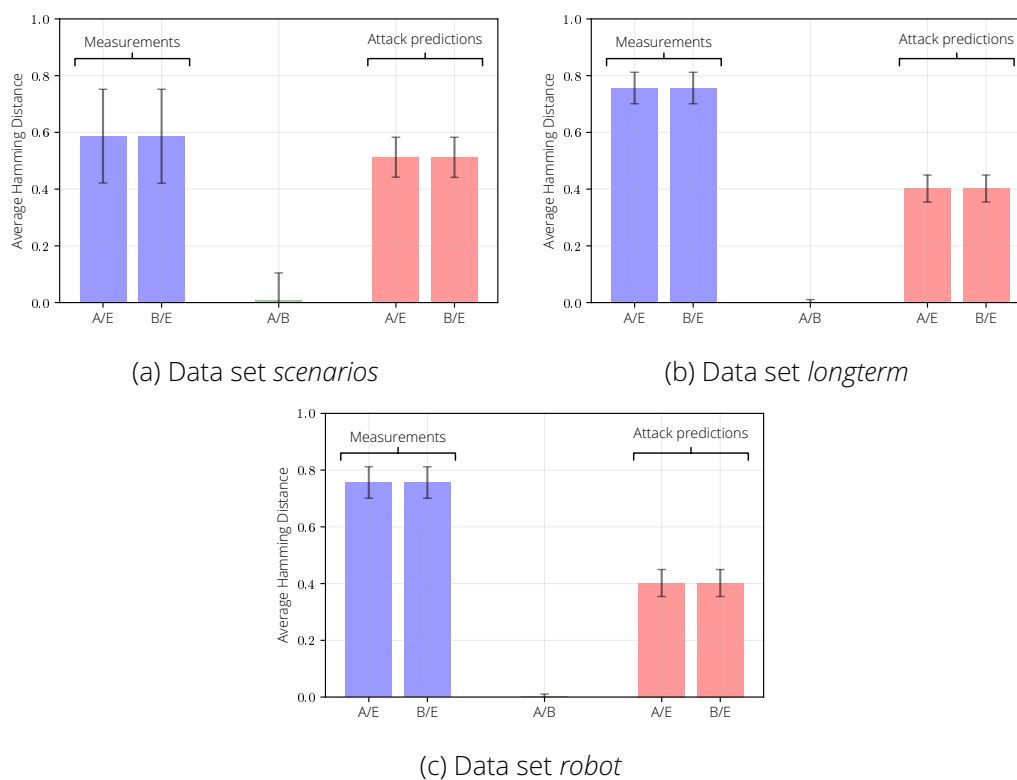 1.0
Measurements
Attack predictions
0.8
0.6
0.4
0.2
0.0
Average Hamming Distance
A/E B/E A/B A/E B/E
(a) Data set scenarios
1.0
Measurements
Attack predictions
0.8
0.6
0.4
0.2
0.0
Average Hamming Distance
A/E B/E A/B A/E B/E
(b) Data set longterm
1.0
Measurements
Attack predictions
0.8
0.6
0.4
0.2
0.0
Average Hamming Distance
A/E B/E A/B A/E B/E
(c) Data set robot